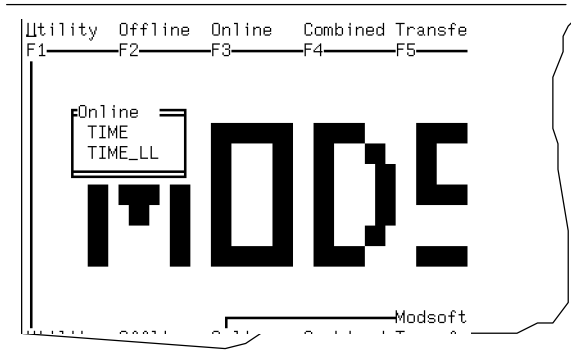 Utility Offline Online Combined Transfe
F1 F2 F3 F4 F5
Online
TIME
TIME_LL
MODS
Modsoft